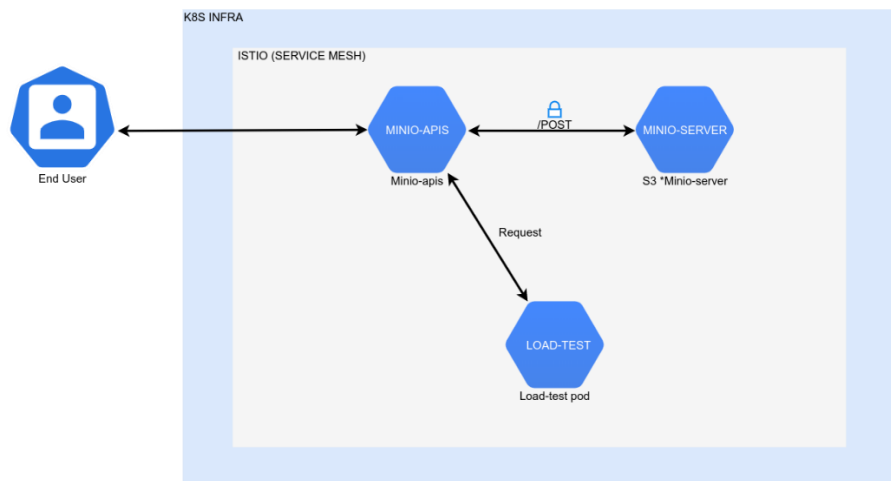 K8S INFRA
ISTIO (SERVICE MESH)
MINIO-APIS
/POST
MINIO-SERVER
End User
Minio-apis
S3 *Minio-server
Request
LOAD-TEST
Load-test pod